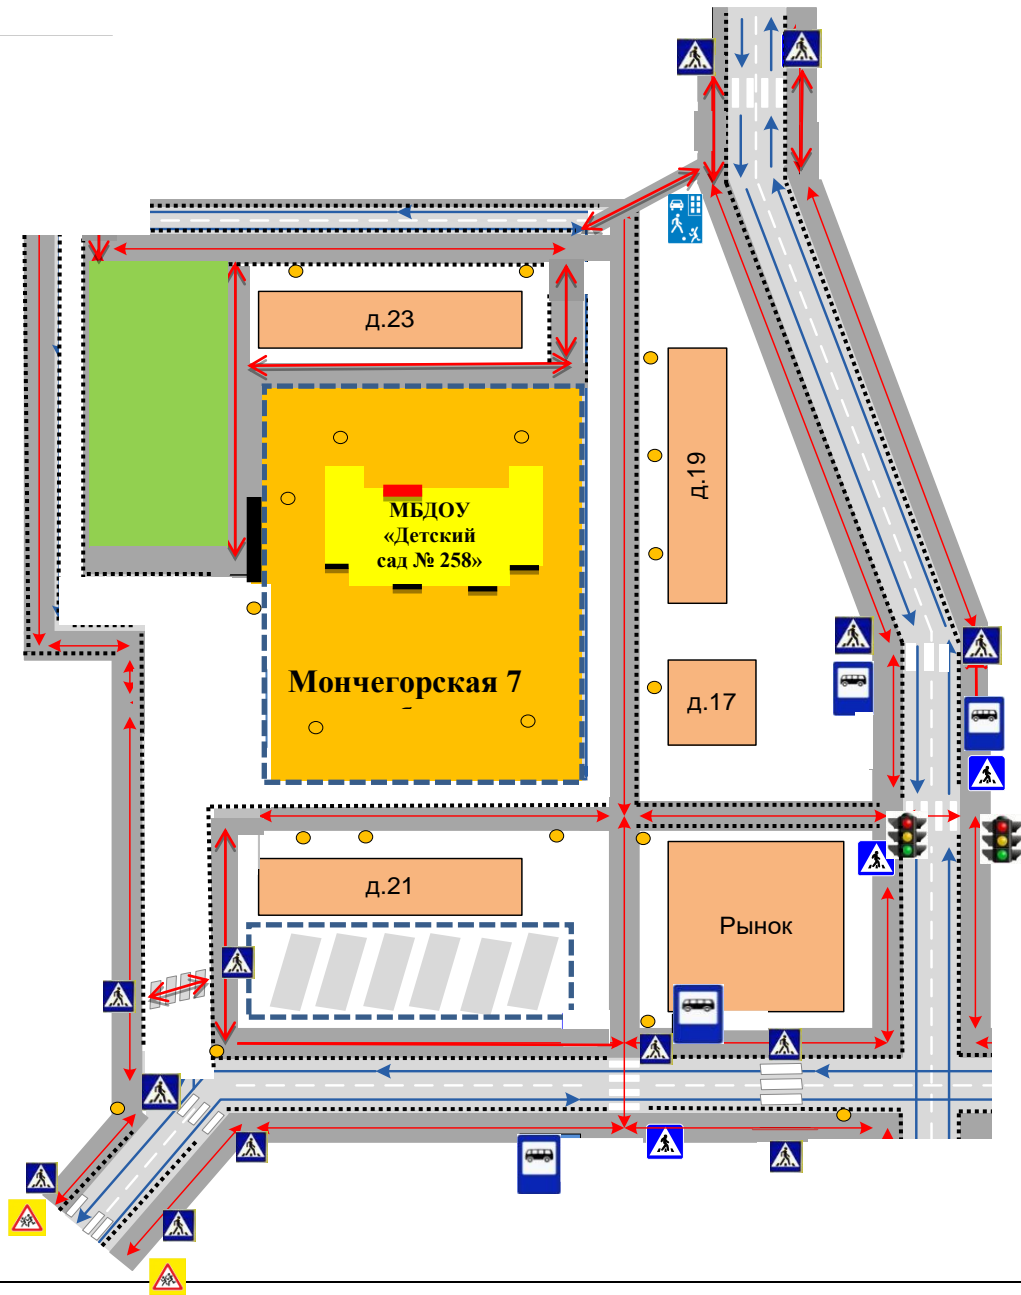 д.23
д.19
МБДОУ
«Детский
сад № 258»
Мончегорская 7
д.17
д.21
Рынок